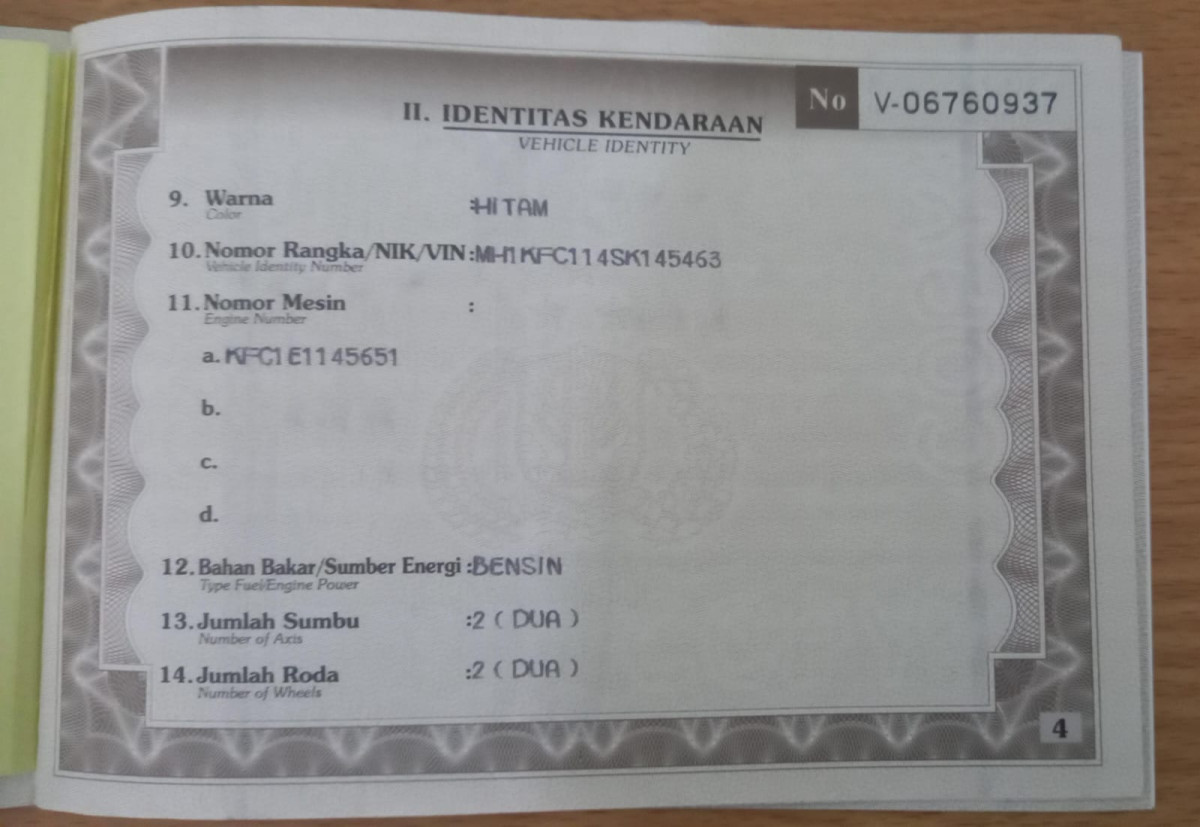 No V-06760937
II. IDENTITAS KENDARAAN
VEHICLE IDENTITY
9. Warna :HITAM
Color
10. Nomor Rangka/NIK/VIN :MH1KFC114SK145463
Vehicle Identity Number
11. Nomor Mesin :
Engine Number
a. KFC1E1145651
b.
c.
d.
12. Bahan Bakar/Sumber Energi :BENSIN
Type Fuel/Engine Power
13. Jumlah Sumbu :2 ( DUA )
Number of Axis
14. Jumlah Roda :2 ( DUA )
Number of Wheels
4